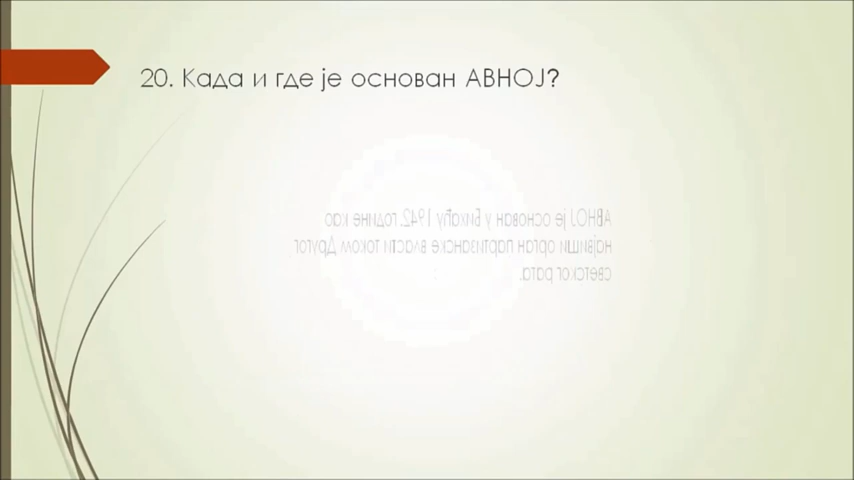 20. Када и где је основан АВНОЈ?
АВНОЈ је основан у Бихаћу 1942. године као
највиши орган партизанске власти током Другог
светског рата.